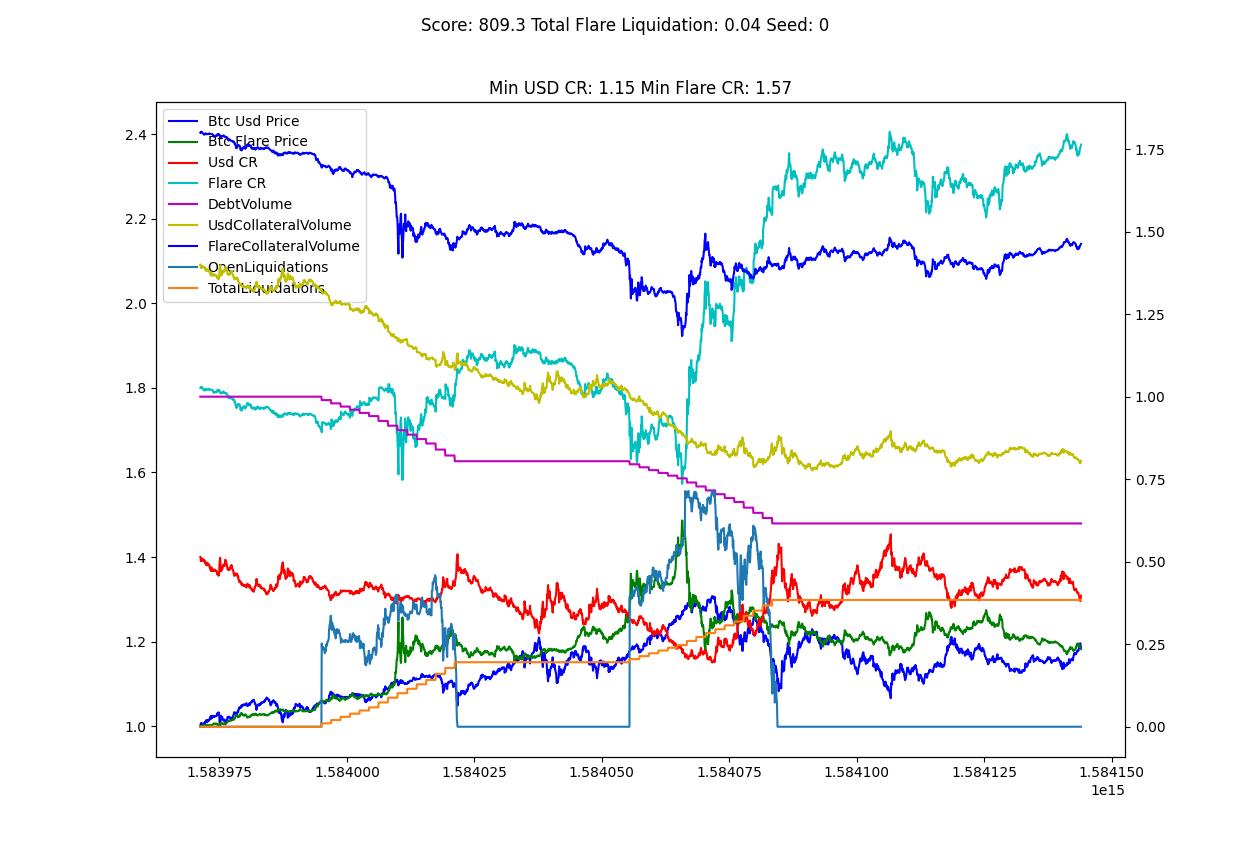 Score: 809.3 Total Flare Liquidation: 0.04 Seed: 0
Min USD CR: 1.15 Min Flare CR: 1.57
Btc Usd Price
Btc Flare Price
Usd CR
Flare CR
DebtVolume
UsdCollateralVolume
FlareCollateralVolume
OpenLiquidations
TotalLiquidations
2.4
2.2
2.0
1.8
1.6
1.4
1.2
1.0
1.75
1.50
1.25
1.00
0.75
0.50
0.25
0.00
1.583975 1.584000 1.584025 1.584050 1.584075 1.584100 1.584125 1.584150
1e15